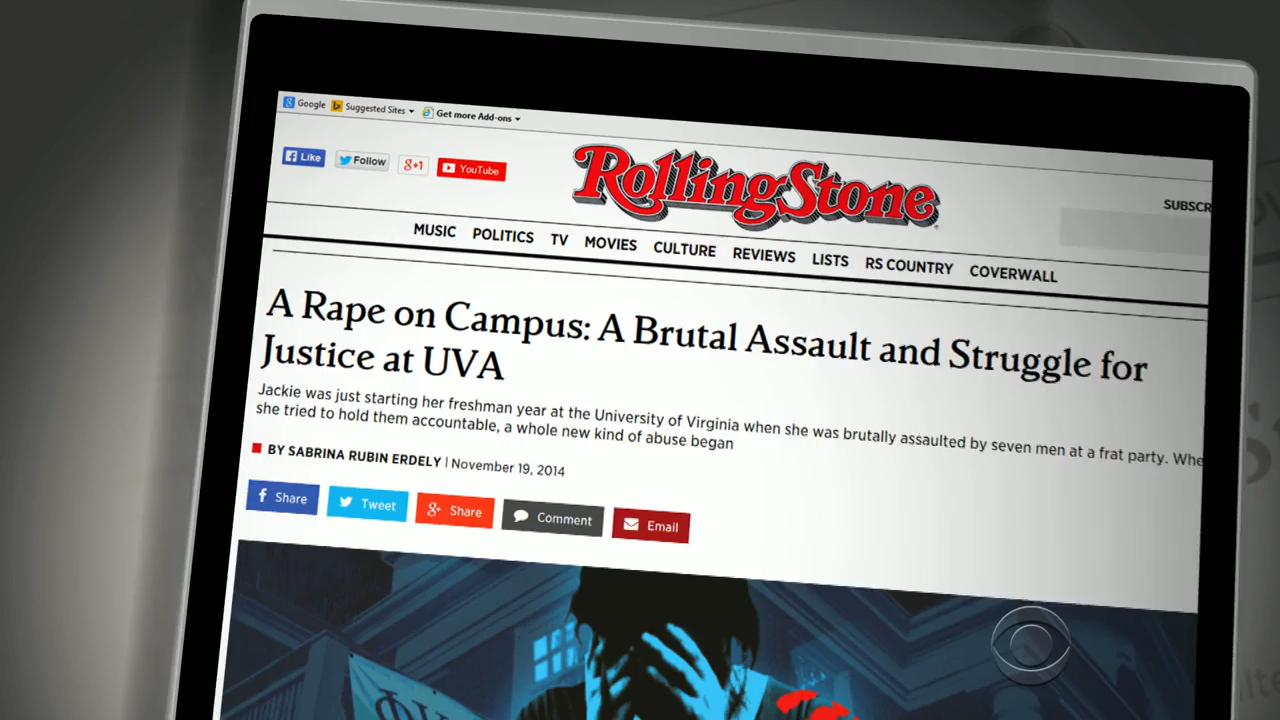 Google Suggested Sites Get more Add-ons
Like Follow g+1 YouTube
RollingStone
SUBSCR
MUSIC POLITICS TV MOVIES CULTURE REVIEWS LISTS RS COUNTRY COVERWALL
A Rape on Campus: A Brutal Assault and Struggle for
Justice at UVA
Jackie was just starting her freshman year at the University of Virginia when she was brutally assaulted by seven men at a frat party. Whe
she tried to hold them accountable, a whole new kind of abuse began
BY SABRINA RUBIN ERDELY | November 19, 2014
Share Tweet Share Comment Email